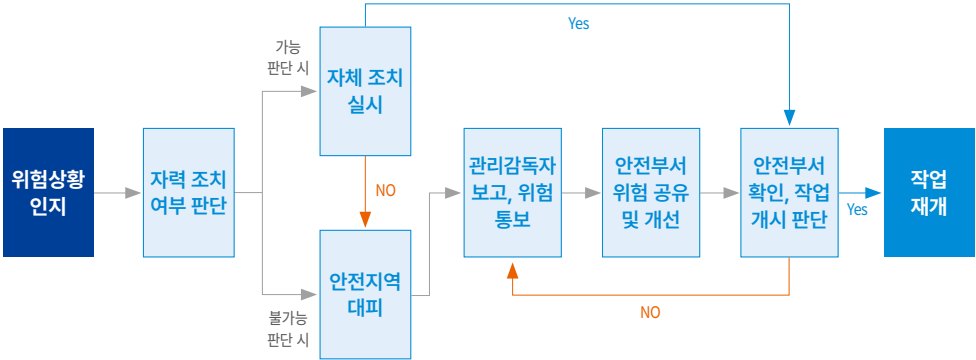 위험상황
인지
자력 조치
여부 판단
가능
판단 시
자체 조치
실시
Yes
NO
불가능
판단 시
안전지역
대피
관리감독자
보고, 위험
통보
안전부서
위험 공유
및 개선
안전부서
확인, 작업
개시 판단
NO
Yes
작업
재개